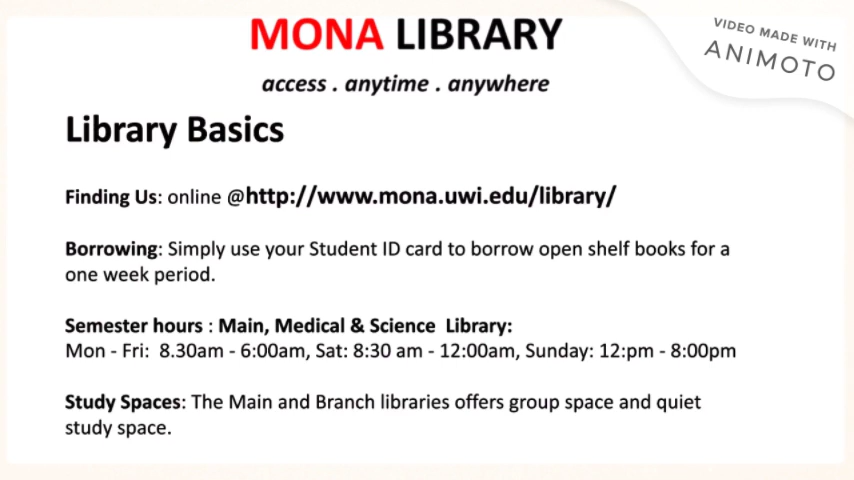 MONA LIBRARY
VIDEO MADE WITH
ANIMOTO
access . anytime . anywhere
Library Basics
Finding Us: online @http://www.mona.uwi.edu/library/
Borrowing: Simply use your Student ID card to borrow open shelf books for a
one week period.
Semester hours : Main, Medical & Science  Library:
Mon - Fri:  8.30am - 6:00am, Sat: 8:30 am - 12:00am, Sunday: 12:pm - 8:00pm
Study Spaces: The Main and Branch libraries offers group space and quiet
study space.